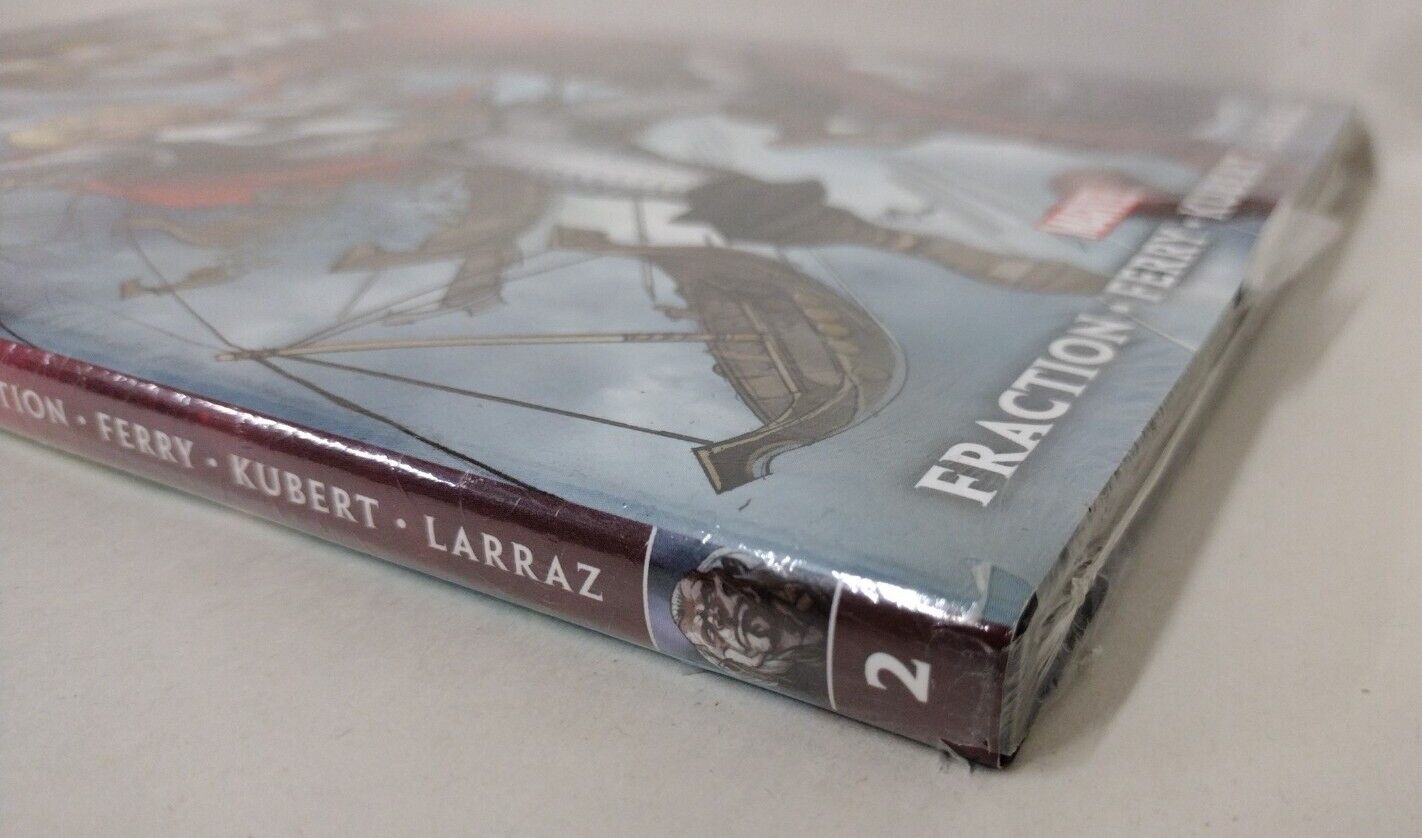 MARVEL
FRACTION · FERRY · KUBERT ·
TION · FERRY · KUBERT · LARRAZ
2